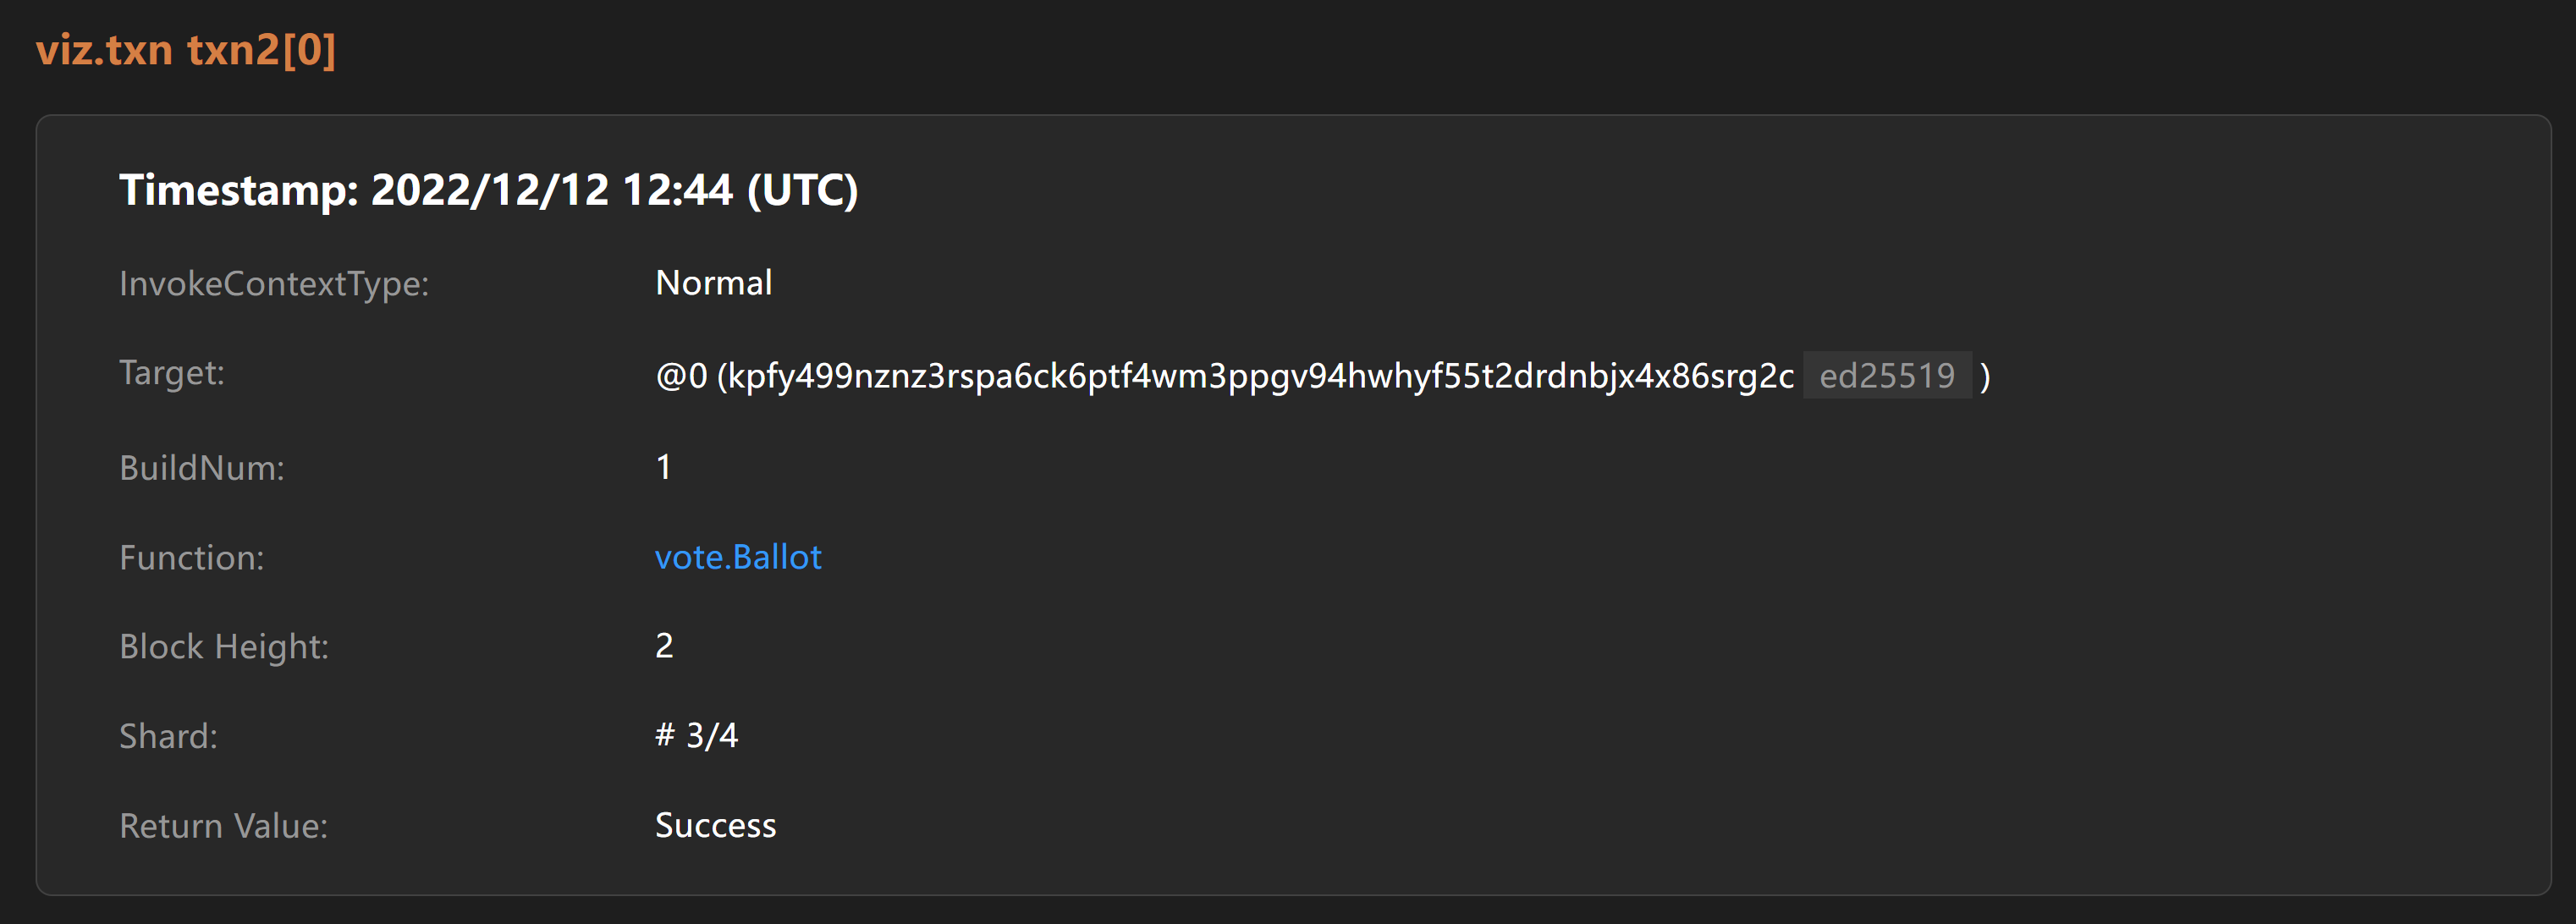 viz.txn txn2[0]
Timestamp: 2022/12/12 12:44 (UTC)
InvokeContextType: Normal
Target: @0 (kpfy499nznz3rspa6ck6ptf4wm3ppgv94hwhyf55t2drdnbjx4x86srg2c ed25519 )
BuildNum: 1
Function: vote.Ballot
Block Height: 2
Shard: # 3/4
Return Value: Success